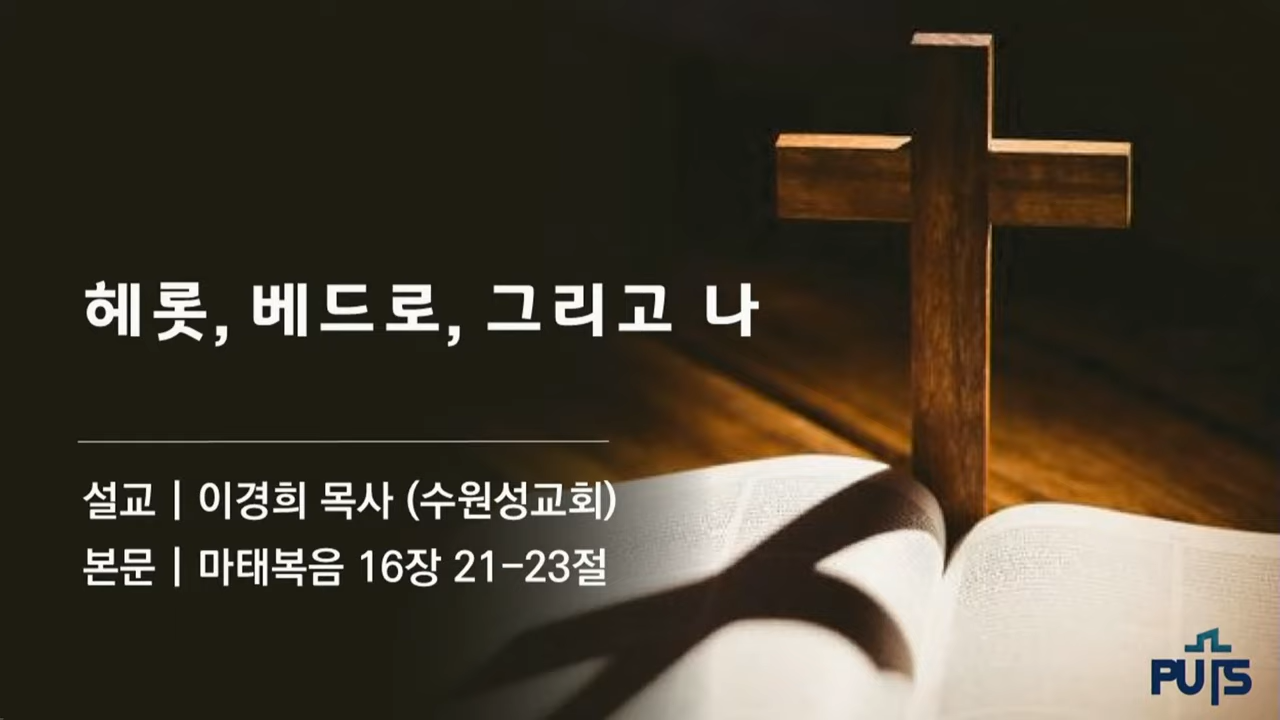 헤롯, 베드로, 그리고 나
설교 | 이경희 목사 (수원성교회)
본문 | 마태복음 16장 21-23절
PUTS